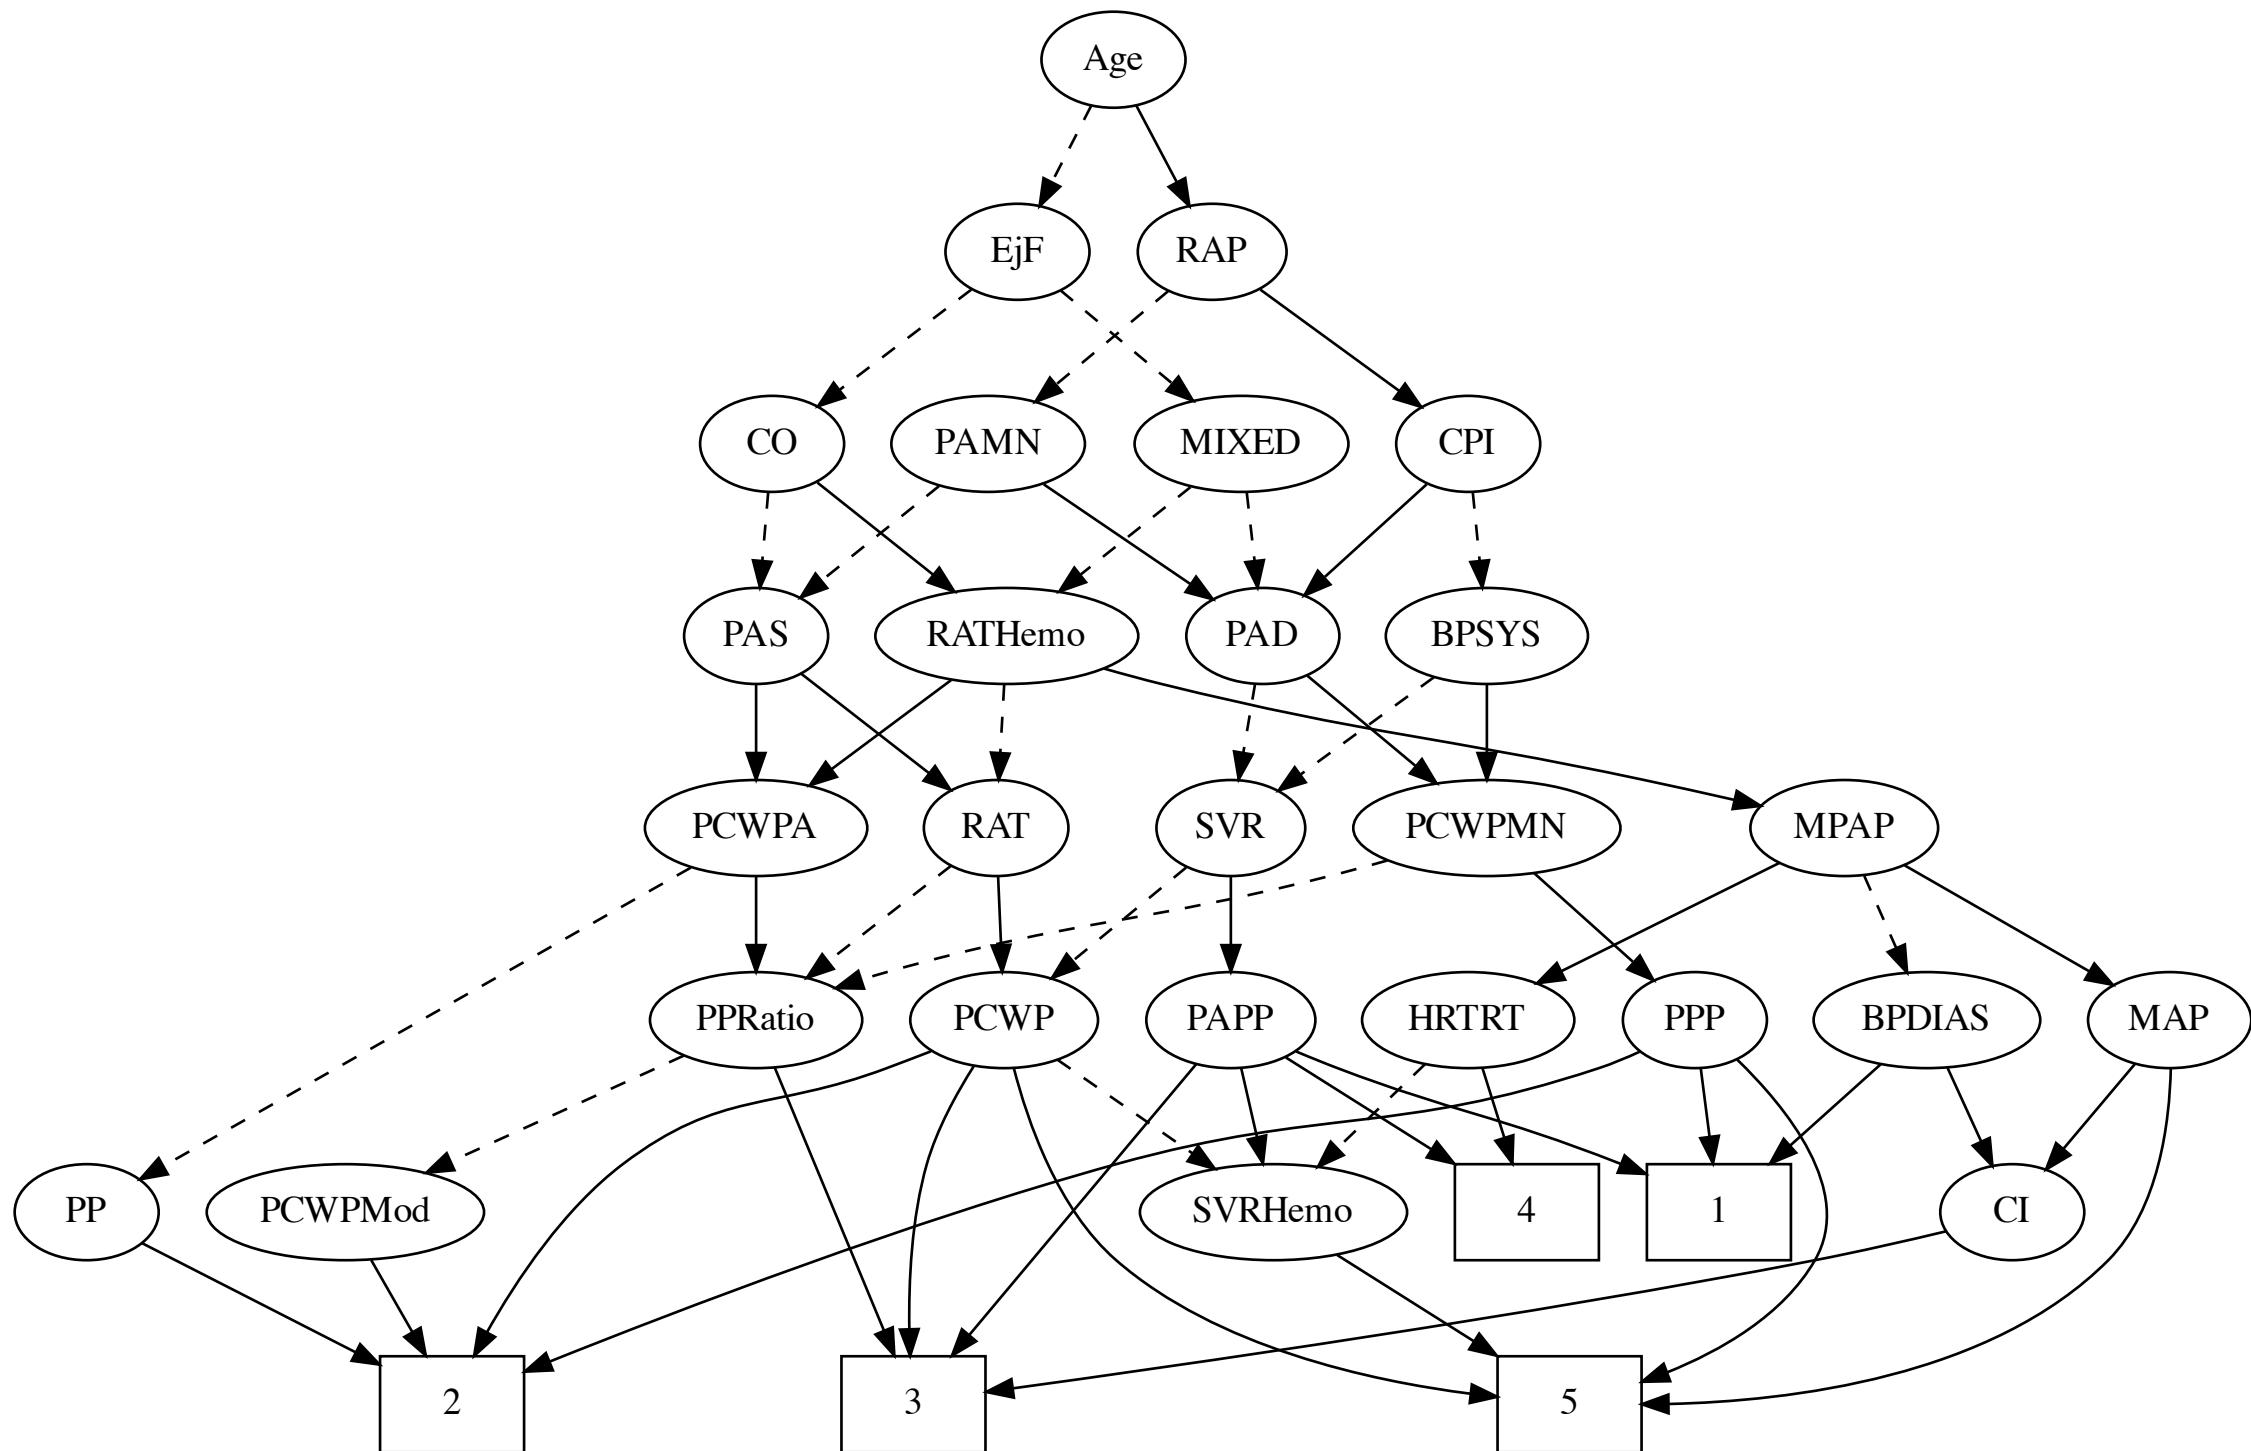 Age
EjF
RAP
CO
PAMN
MIXED
CPI
PAS
RATHemo
PAD
BPSYS
PCWPA
RAT
SVR
PCWPMN
MPAP
PPRatio
PCWP
PAPP
HRTRT
PPP
BPDIAS
MAP
PP
PCWPMod
SVRHemo
4
1
CI
2
3
5